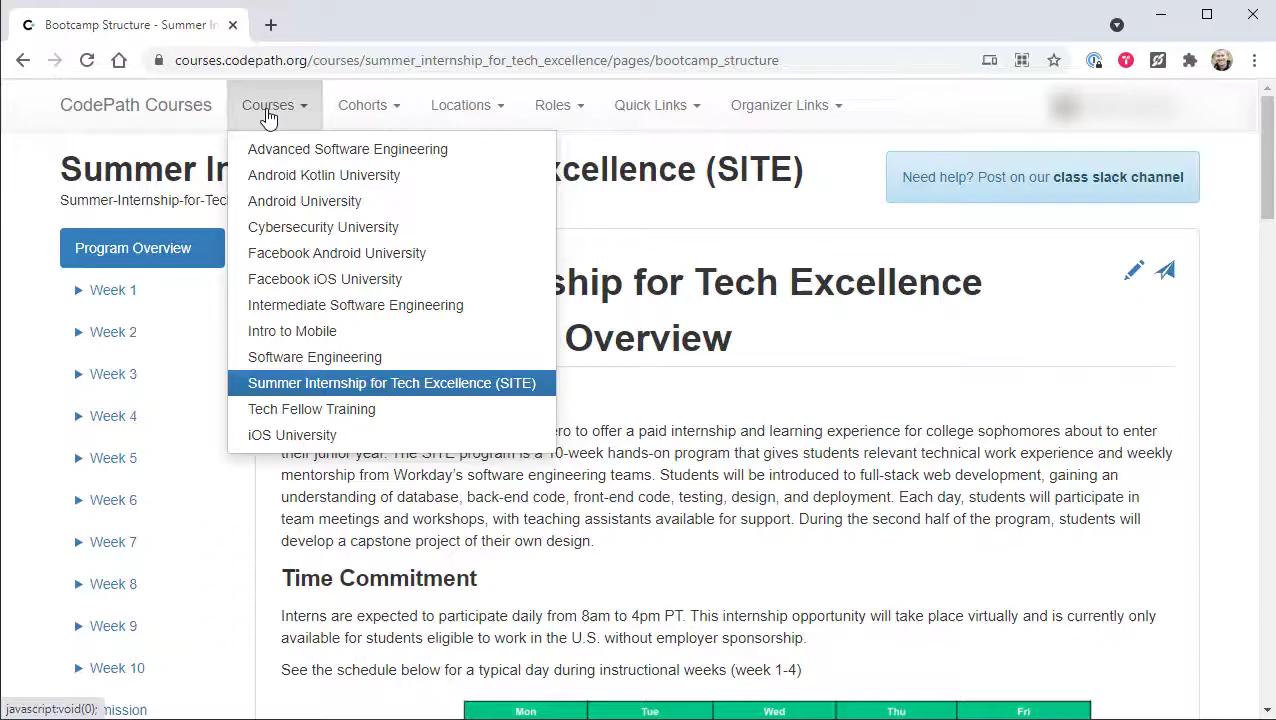 Bootcamp Structure - Summer In
courses.codepath.org/courses/summer_internship_for_tech_excellence/pages/bootcamp_structure
CodePath Courses
Courses
Cohorts
Locations
Roles
Quick Links
Organizer Links
Advanced Software Engineering
Android Kotlin University
Android University
Cybersecurity University
Facebook Android University
Facebook iOS University
Intermediate Software Engineering
Intro to Mobile
Software Engineering
Summer Internship for Tech Excellence (SITE)
Tech Fellow Training
iOS University
Summer In xcellence (SITE)
Summer-Internship-for-Tec
Need help? Post on our class slack channel
Program Overview
Week 1
Week 2
Week 3
Week 4
Week 5
Week 6
Week 7
Week 8
Week 9
Week 10
mission
ship for Tech Excellence
Overview
ero to offer a paid internship and learning experience for college sophomores about to enter
their junior year. The SITE program is a 10-week hands-on program that gives students relevant technical work experience and weekly
mentorship from Workday's software engineering teams. Students will be introduced to full-stack web development, gaining an
understanding of database, back-end code, front-end code, testing, design, and deployment. Each day, students will participate in
team meetings and workshops, with teaching assistants available for support. During the second half of the program, students will
develop a capstone project of their own design.
Time Commitment
Interns are expected to participate daily from 8am to 4pm PT. This internship opportunity will take place virtually and is currently only
available for students eligible to work in the U.S. without employer sponsorship.
See the schedule below for a typical day during instructional weeks (week 1-4)
Mon Tue Wed Thu Fri
javascript:void(0);